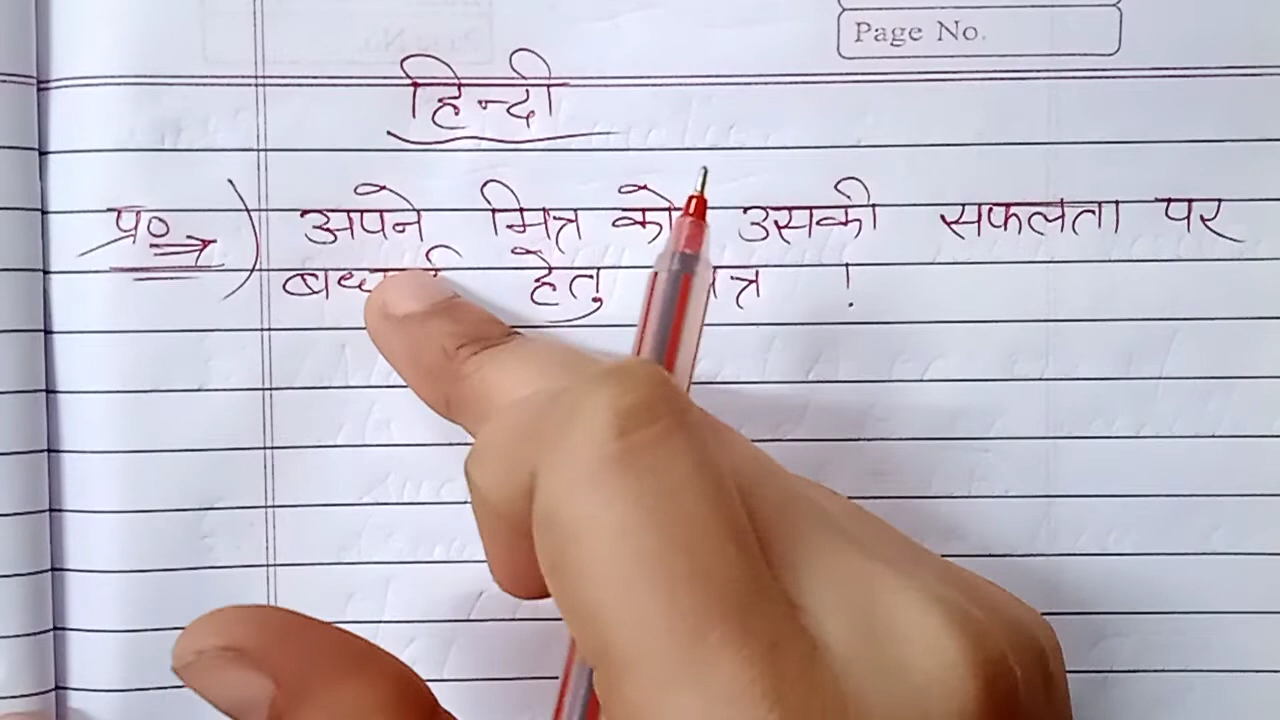 Page No.
हिन्दी
प्र०→) अपने मित्र को उसकी सफलता पर
हेतु !